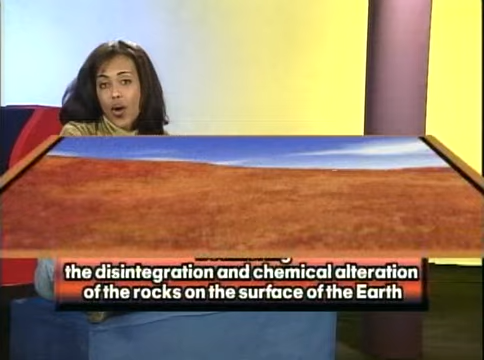 the disintegration and chemical alteration
of the rocks on the surface of the Earth